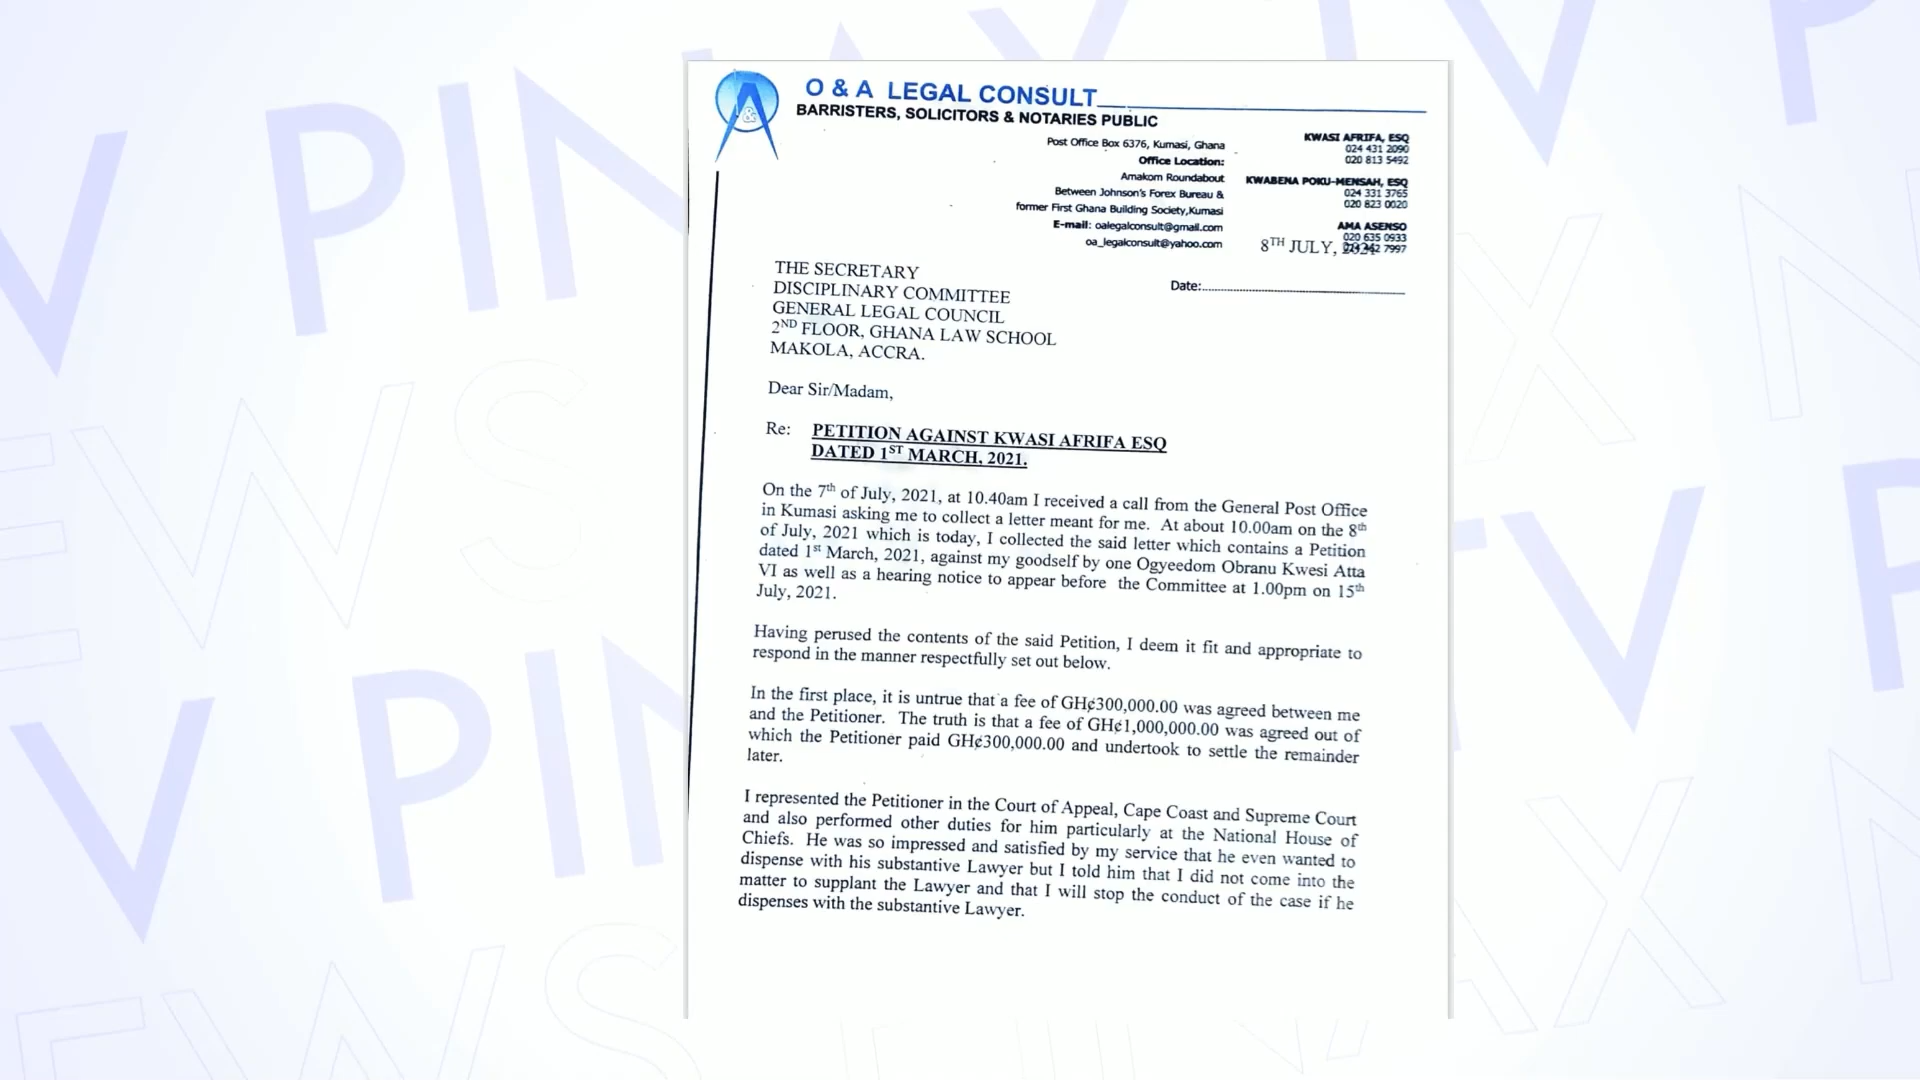 O & A LEGAL CONSULT
BARRISTERS, SOLICITORS & NOTARIES PUBLIC
Post Office Box 6376, Kumasi, Ghana
Office Location:
Amakom Roundabout
Between Johnson's Forex Bureau &
former First Ghana Building Society,Kumasi
E-mail: oalegalconsult@gmail.com
oa_legalconsult@yahoo.com
KWASI AFRIFA, ESQ
024 431 2090
020 813 5492
KWABENA POKU-MENSAH, ESQ
024 331 3765
020 823 0020
AMA ASENSO
020 635 0933
7997
8TH JULY,
Date:
THE SECRETARY
DISCIPLINARY COMMITTEE
GENERAL LEGAL COUNCIL
2ND FLOOR, GHANA LAW SCHOOL
MAKOLA, ACCRA.
Dear Sir/Madam,
Re: PETITION AGAINST KWASI AFRIFA ESQ
DATED 1ST MARCH, 2021.
On the 7th of July, 2021, at 10.40am I received a call from the General Post Office
in Kumasi asking me to collect a letter meant for me. At about 10.00am on the 8th
of July, 2021 which is today, I collected the said letter which contains a Petition
dated 1st March, 2021, against my goodself by one Ogyeedom Obranu Kwesi Atta
VI as well as a hearing notice to appear before the Committee at 1.00pm on 15th
July, 2021.
Having perused the contents of the said Petition, I deem it fit and appropriate to
respond in the manner respectfully set out below.
In the first place, it is untrue that a fee of GH¢300,000.00 was agreed between me
and the Petitioner. The truth is that a fee of GH¢1,000,000.00 was agreed out of
which the Petitioner paid GH¢300,000.00 and undertook to settle the remainder
later.
I represented the Petitioner in the Court of Appeal, Cape Coast and Supreme Court
and also performed other duties for him particularly at the National House of
Chiefs. He was so impressed and satisfied by my service that he even wanted to
dispense with his substantive Lawyer but I told him that I did not come into the
matter to supplant the Lawyer and that I will stop the conduct of the case if he
dispenses with the substantive Lawyer.